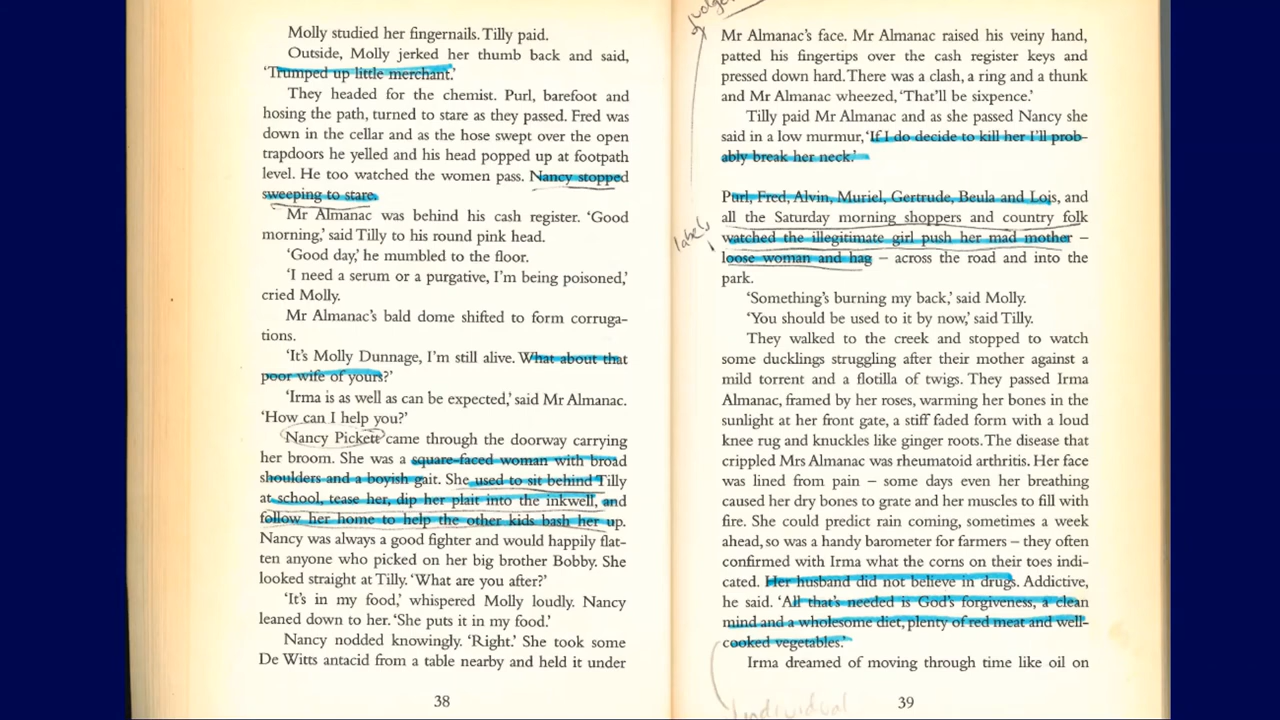 Molly studied her fingernails. Tilly paid.
Outside, Molly jerked her thumb back and said,
‘Trumped up little merchant.’
They headed for the chemist. Purl, barefoot and
hosing the path, turned to stare as they passed. Fred was
down in the cellar and as the hose swept over the open
trapdoors he yelled and his head popped up at footpath
level. He too watched the women pass. Nancy stopped
sweeping to stare.
Mr Almanac was behind his cash register. ‘Good
morning,’ said Tilly to his round pink head.
‘Good day,’ he mumbled to the floor.
‘I need a serum or a purgative, I’m being poisoned,’
cried Molly.
Mr Almanac’s bald dome shifted to form corruga-
tions.
‘It’s Molly Dunnage, I’m still alive. What about that
poor wife of yours?’
‘Irma is as well as can be expected,’ said Mr Almanac.
‘How can I help you?’
Nancy Pickett came through the doorway carrying
her broom. She was a square-faced woman with broad
shoulders and a boyish gait. She used to sit behind Tilly
at school, tease her, dip her plait into the inkwell, and
follow her home to help the other kids bash her up.
Nancy was always a good fighter and would happily flat-
ten anyone who picked on her big brother Bobby. She
looked straight at Tilly. ‘What are you after?’
‘It’s in my food,’ whispered Molly loudly. Nancy
leaned down to her. ‘She puts it in my food.’
Nancy nodded knowingly. ‘Right.’ She took some
De Witts antacid from a table nearby and held it under
38
Mr Almanac’s face. Mr Almanac raised his veiny hand,
patted his fingertips over the cash register keys and
pressed down hard. There was a clash, a ring and a thunk
and Mr Almanac wheezed, ‘That’ll be sixpence.’
Tilly paid Mr Almanac and as she passed Nancy she
said in a low murmur, ‘If I do decide to kill her I’ll prob-
ably break her neck.’
Purl, Fred, Alvin, Muriel, Gertrude, Beula and Lois, and
all the Saturday morning shoppers and country folk
labels
watched the illegitimate girl push her mad mother –
loose woman and hag – across the road and into the
park.
‘Something’s burning my back,’ said Molly.
‘You should be used to it by now,’ said Tilly.
They walked to the creek and stopped to watch
some ducklings struggling after their mother against a
mild torrent and a flotilla of twigs. They passed Irma
Almanac, framed by her roses, warming her bones in the
sunlight at her front gate, a stiff faded form with a loud
knee rug and knuckles like ginger roots. The disease that
crippled Mrs Almanac was rheumatoid arthritis. Her face
was lined from pain – some days even her breathing
caused her dry bones to grate and her muscles to fill with
fire. She could predict rain coming, sometimes a week
ahead, so was a handy barometer for farmers – they often
confirmed with Irma what the corns on their toes indi-
cated. Her husband did not believe in drugs. Addictive,
he said. ‘All that’s needed is God’s forgiveness, a clean
mind and a wholesome diet, plenty of red meat and well-
cooked vegetables.’
Irma dreamed of moving through time like oil on
39
Individual